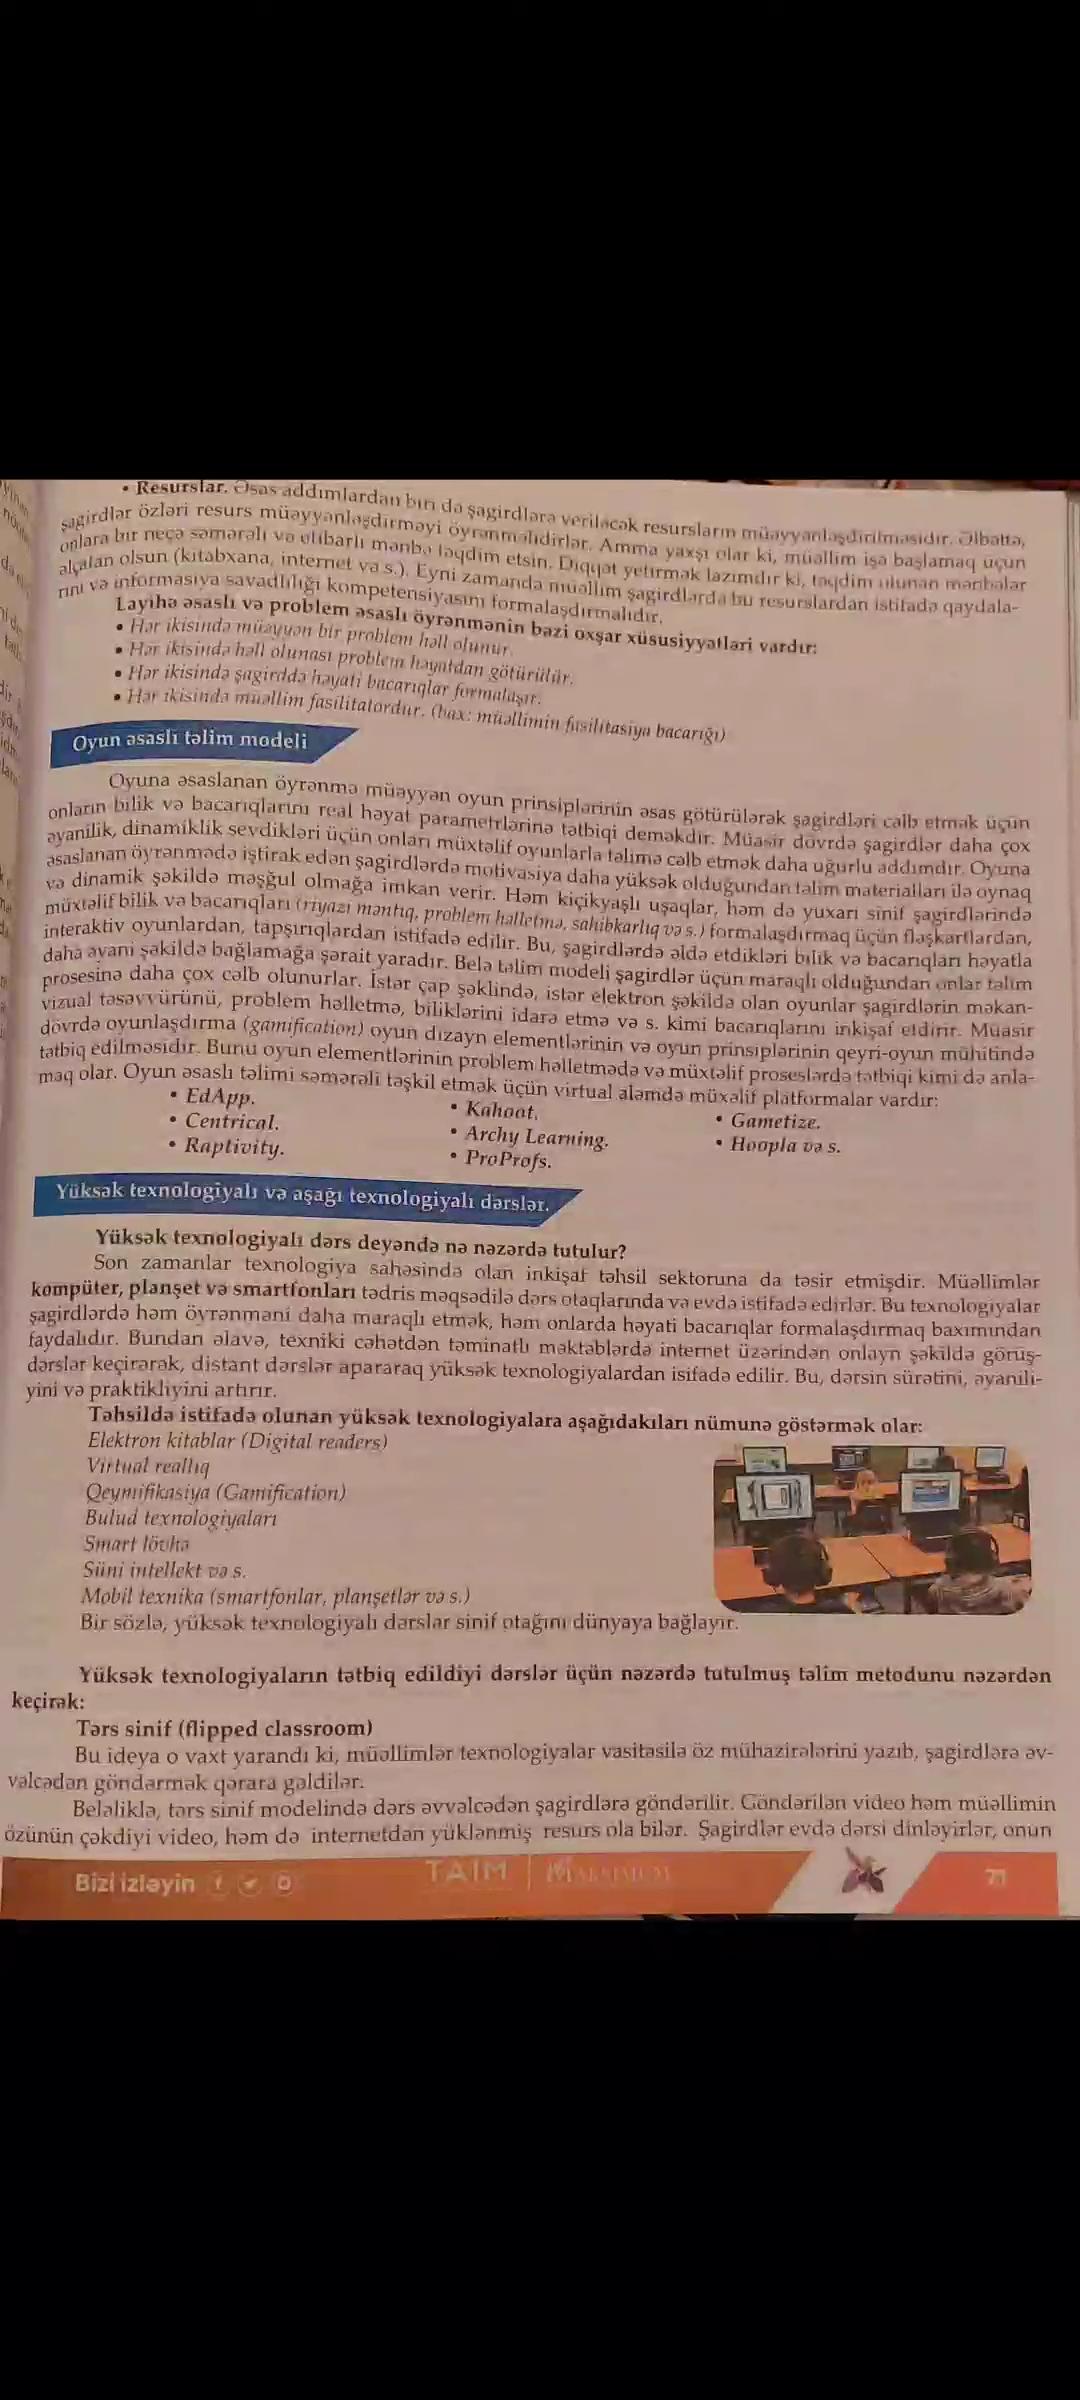 • Resurslar. Əsas addımlardan biri də şagirdlərə veriləcək resursların müəyyənləşdirilməsidir. Əlbəttə,
şagirdlər özləri resurs müəyyənləşdirməyi öyrənməlidirlər. Amma yaxşı olar ki, müəllim işə başlamaq üçün
onlara bir neçə səmərəli və etibarlı mənbə təqdim etsin. Diqqət yetirmək lazımdır ki, təqdim olunan mənbələr
əlçatan olsun (kitabxana, internet və s.). Eyni zamanda müəllim şagirdlərdə bu resurslardan istifadə qaydala-
rını və informasiya savadlılığı kompetensiyasını formalaşdırmalıdır.
Layihə əsaslı və problem əsaslı öyrənmənin bəzi oxşar xüsusiyyətləri vardır:
• Hər ikisində müəyyən bir problem həll olunur.
• Hər ikisində həll olunası problem həyatdan götürülür.
• Hər ikisində şagirddə həyati bacarıqlar formalaşır.
• Hər ikisində müəllim fasilitatordur. (bax: müəllimin fasilitasiya bacarığı)
Oyun əsaslı təlim modeli
Oyuna əsaslanan öyrənmə müəyyən oyun prinsiplərinin əsas götürülərək şagirdləri cəlb etmək üçün
onların bilik və bacarıqlarını real həyat parametrlərinə tətbiqi deməkdir. Müasir dövrdə şagirdlər daha çox
əyanilik, dinamiklik sevdikləri üçün onları müxtəlif oyunlarla təlimə cəlb etmək daha uğurlu addımdır. Oyuna
əsaslanan öyrənmədə iştirak edən şagirdlərdə motivasiya daha yüksək olduğundan təlim materialları ilə oynaq
və dinamik şəkildə məşğul olmağa imkan verir. Həm kiçikyaşlı uşaqlar, həm də yuxarı sinif şagirdlərində
müxtəlif bilik və bacarıqları (riyazi məntiq, problem həlletmə, sahibkarlıq və s.) formalaşdırmaq üçün fləşkartlardan,
interaktiv oyunlardan, tapşırıqlardan istifadə edilir. Bu, şagirdlərdə əldə etdikləri bilik və bacarıqları həyatla
daha əyani şəkildə bağlamağa şərait yaradır. Belə təlim modeli şagirdlər üçün maraqlı olduğundan onlar təlim
prosesinə daha çox cəlb olunurlar. İstər çap şəklində, istər elektron şəkildə olan oyunlar şagirdlərin məkan-
vizual təsəvvürünü, problem həlletmə, biliklərini idarə etmə və s. kimi bacarıqlarını inkişaf etdirir. Müasir
dövrdə oyunlaşdırma (gamification) oyun dizayn elementlərinin və oyun prinsiplərinin qeyri-oyun mühitində
tətbiq edilməsidir. Bunu oyun elementlərinin problem həlletmədə və müxtəlif proseslərdə tətbiqi kimi də anla-
maq olar. Oyun əsaslı təlimi səmərəli təşkil etmək üçün virtual aləmdə müxəlif platformalar vardır:
• EdApp. • Kahoot. • Gametize.
• Centrical. • Archy Learning. • Hoopla və s.
• Raptivity. • ProProfs.
Yüksək texnologiyalı və aşağı texnologiyalı dərslər.
Yüksək texnologiyalı dərs deyəndə nə nəzərdə tutulur?
Son zamanlar texnologiya sahəsində olan inkişaf təhsil sektoruna da təsir etmişdir. Müəllimlər
kompüter, planşet və smartfonları tədris məqsədilə dərs otaqlarında və evdə istifadə edirlər. Bu texnologiyalar
şagirdlərdə həm öyrənməni daha maraqlı etmək, həm onlarda həyati bacarıqlar formalaşdırmaq baxımından
faydalıdır. Bundan əlavə, texniki cəhətdən təminatlı məktəblərdə internet üzərindən onlayn şəkildə görüş-
dərslər keçirərək, distant dərslər apararaq yüksək texnologiyalardan isifadə edilir. Bu, dərsin sürətini, əyanili-
yini və praktikliyini artırır.
Təhsildə istifadə olunan yüksək texnologiyalara aşağıdakıları nümunə göstərmək olar:
Elektron kitablar (Digital readers)
Virtual reallıq
Qeymifikasiya (Gamification)
Bulud texnologiyaları
Smart lövhə
Süni intellekt və s.
Mobil texnika (smartfonlar, planşetlər və s.)
Bir sözlə, yüksək texnologiyalı dərslər sinif otağını dünyaya bağlayır.
Yüksək texnologiyaların tətbiq edildiyi dərslər üçün nəzərdə tutulmuş təlim metodunu nəzərdən
keçirək:
Tərs sinif (flipped classroom)
Bu ideya o vaxt yarandı ki, müəllimlər texnologiyalar vasitəsilə öz mühazirələrini yazıb, şagirdlərə əv-
vəlcədən göndərmək qərara gəldilər.
Beləliklə, tərs sinif modelində dərs əvvəlcədən şagirdlərə göndərilir. Göndərilən video həm müəllimin
özünün çəkdiyi video, həm də internetdən yüklənmiş resurs ola bilər. Şagirdlər evdə dərsi dinləyirlər, onun
Bizi izləyin TAIM
71